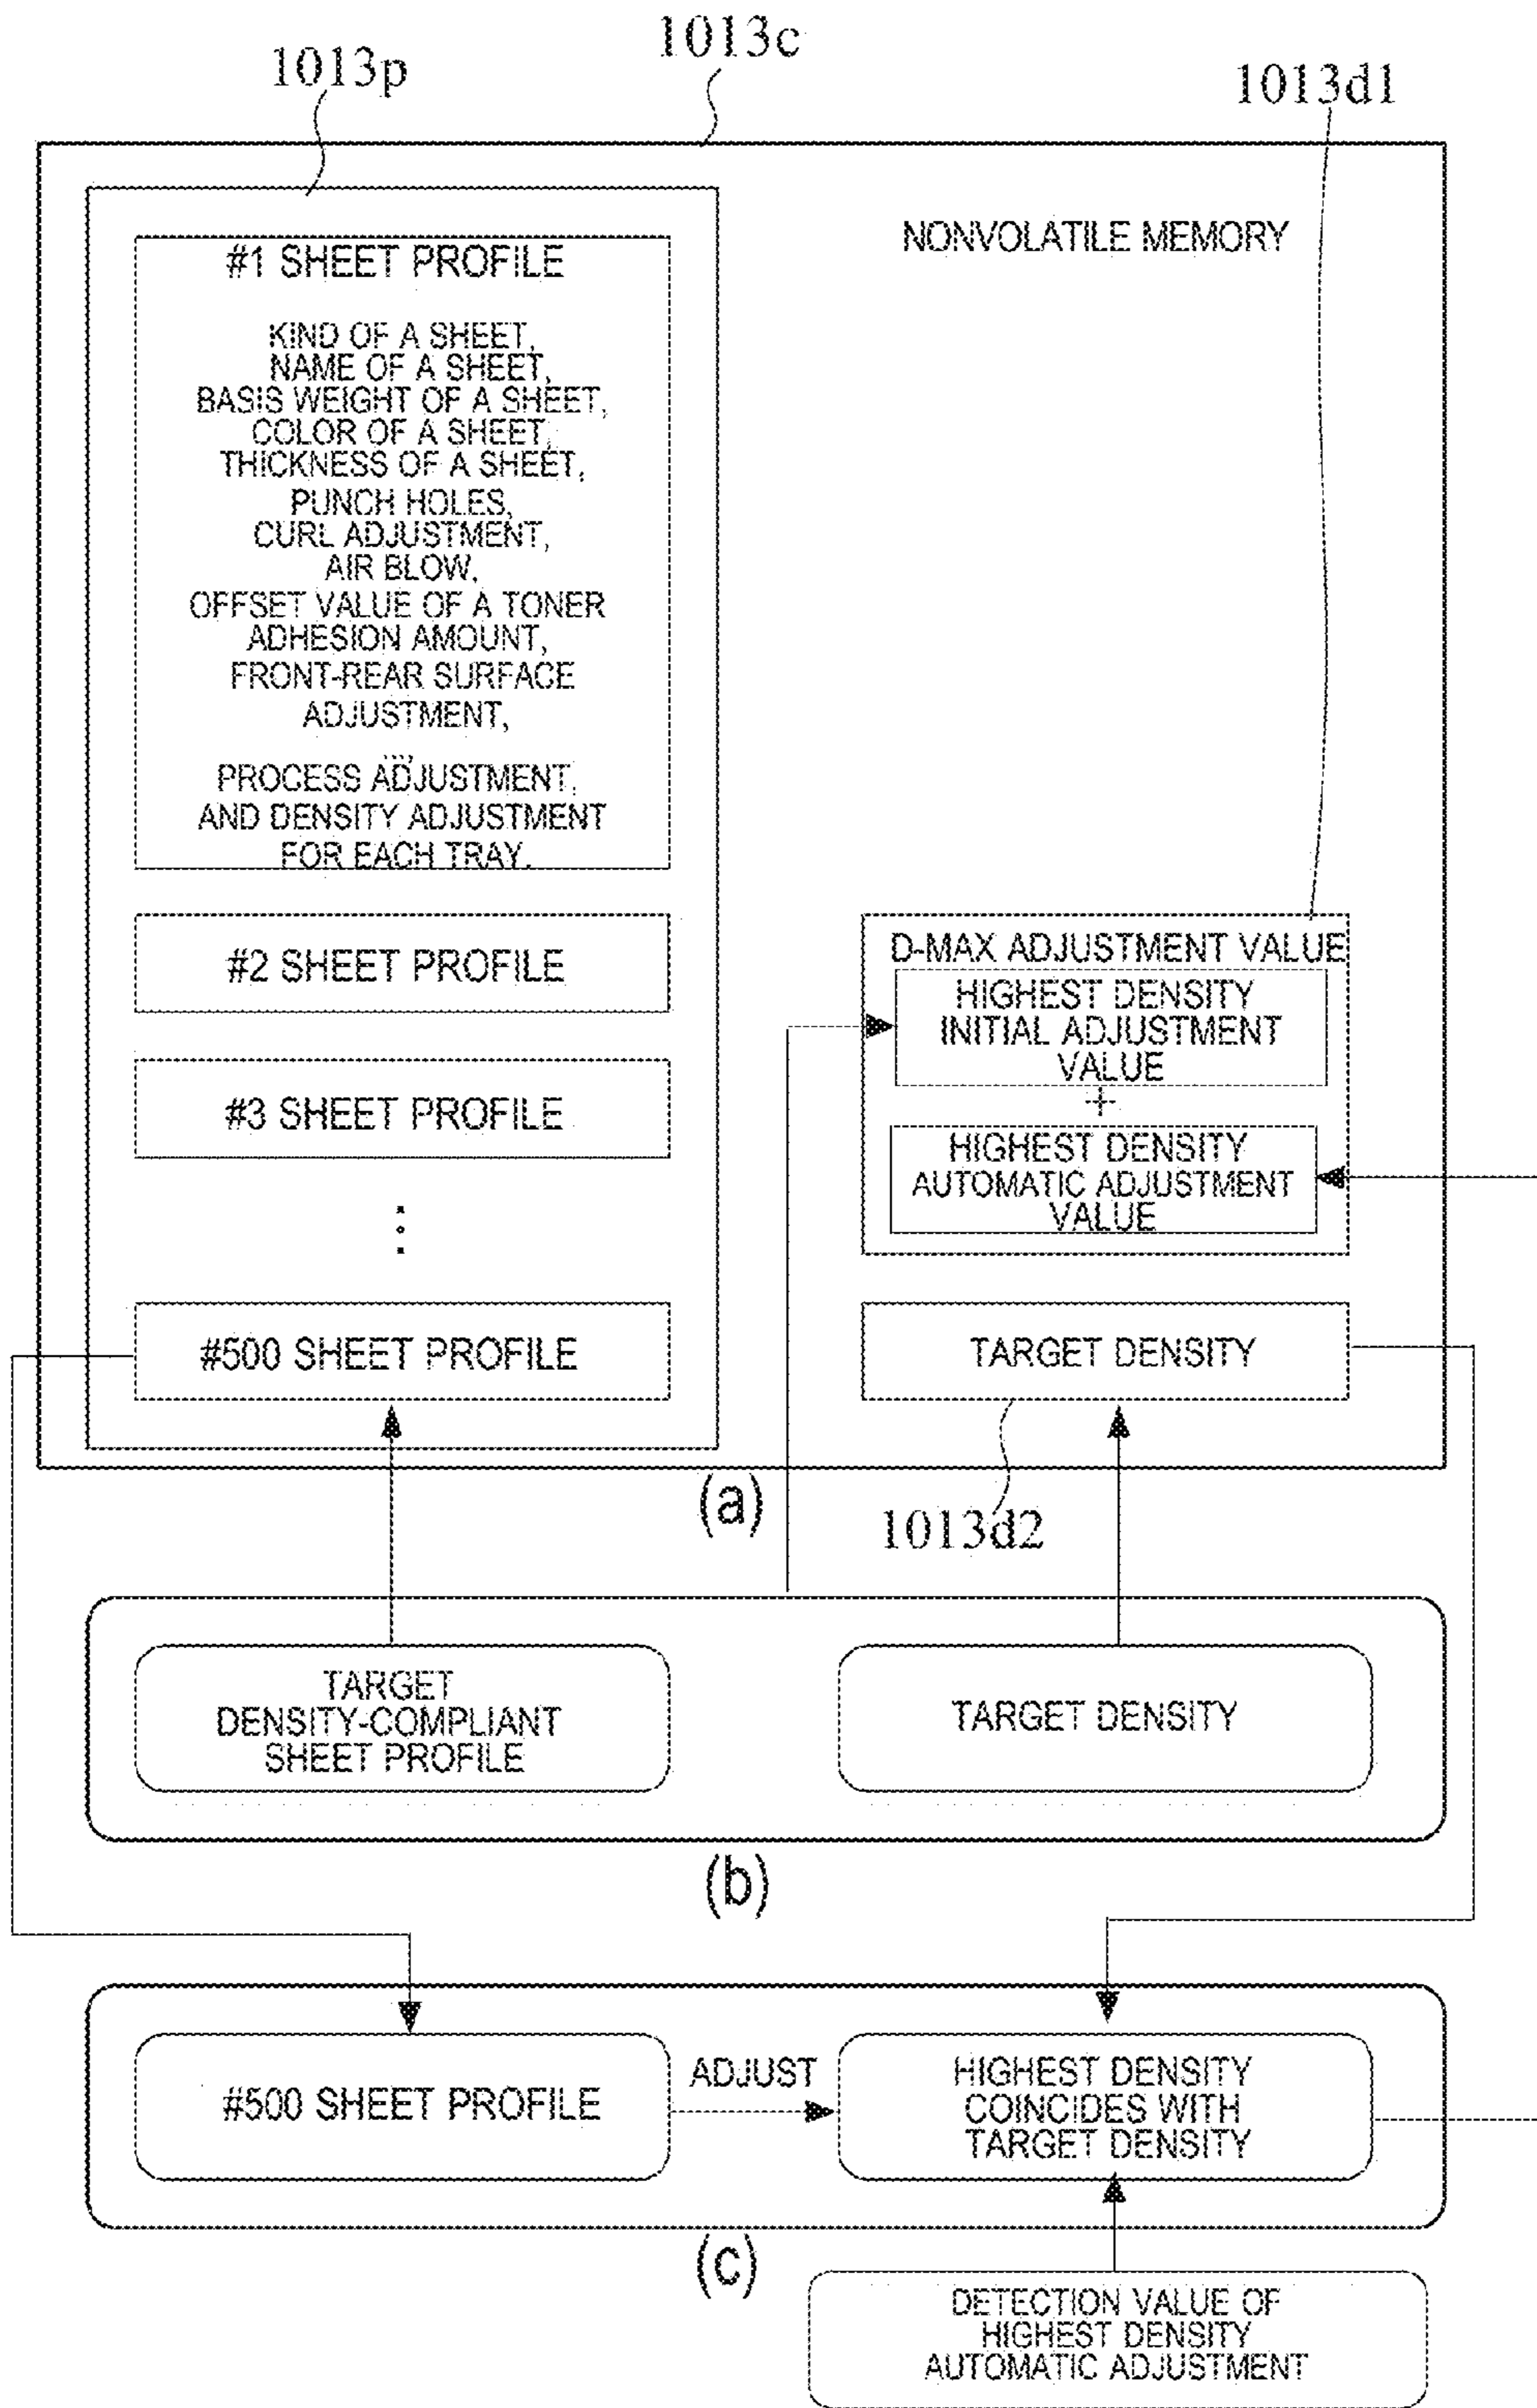 1013p
1013c
1013d1
NONVOLATILE MEMORY
#1 SHEET PROFILE
KIND OF A SHEET,
NAME OF A SHEET,
BASIS WEIGHT OF A SHEET,
COLOR OF A SHEET,
THICKNESS OF A SHEET,
PUNCH HOLES,
CURL ADJUSTMENT,
AIR BLOW,
OFFSET VALUE OF A TONER
ADHESION AMOUNT,
FRONT-REAR SURFACE
ADJUSTMENT,
....
PROCESS ADJUSTMENT,
AND DENSITY ADJUSTMENT
FOR EACH TRAY.
#2 SHEET PROFILE
#3 SHEET PROFILE
#500 SHEET PROFILE
D-MAX ADJUSTMENT VALUE
HIGHEST DENSITY
INITIAL ADJUSTMENT
VALUE
+
HIGHEST DENSITY
AUTOMATIC ADJUSTMENT
VALUE
TARGET DENSITY
(a)
1013d2
TARGET
DENSITY-COMPLIANT
SHEET PROFILE
TARGET DENSITY
(b)
#500 SHEET PROFILE
ADJUST
HIGHEST DENSITY
COINCIDES WITH
TARGET DENSITY
(c)
DETECTION VALUE OF
HIGHEST DENSITY
AUTOMATIC ADJUSTMENT